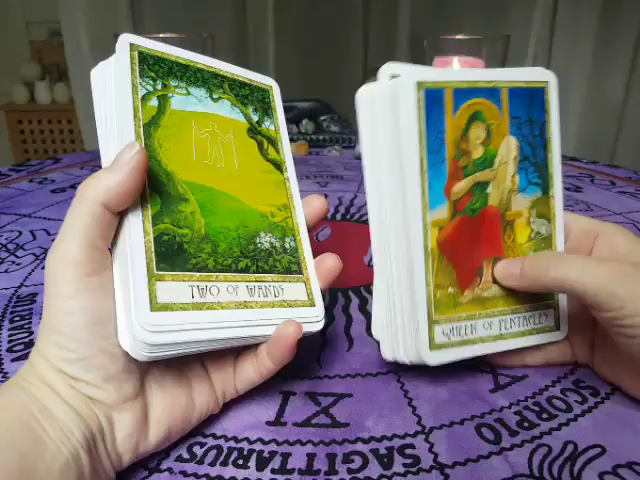 TWO OF WANDS
QUEEN OF PENTACLES
AQUARIUS
SCORPIO
XI
SAGITTARIUS